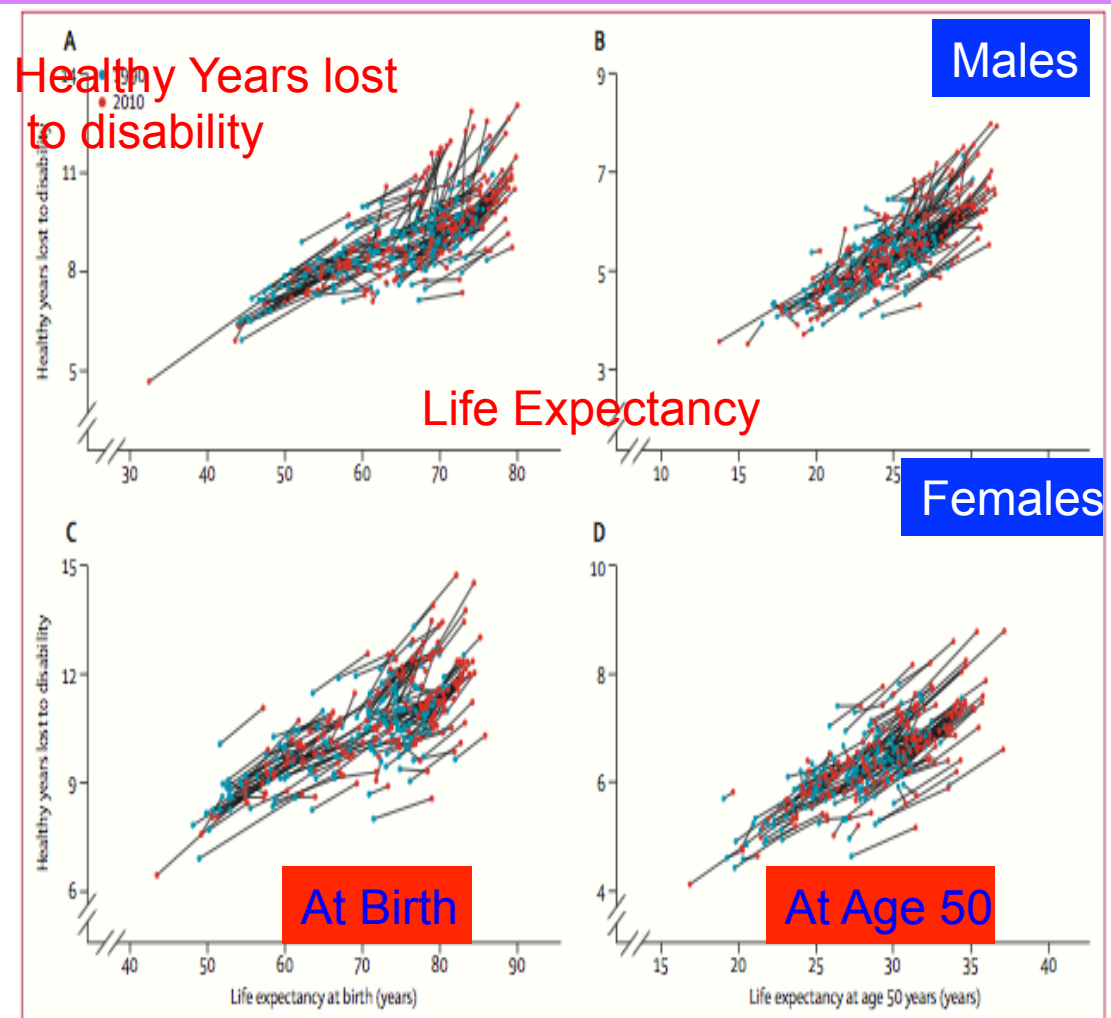 A
B
Males
Healthy Years lost
to disability
14
1990
2010
9
11
8
5
7
5
3
Healthy years lost to disability
Life Expectancy
30 40 50 60 70 80
10 15 20 25
Females
C
D
15
12
9
6
10
8
6
4
Healthy years lost to disability
At Birth
At Age 50
40 50 60 70 80 90
15 20 25 30 35 40
Life expectancy at birth (years)
Life expectancy at age 50 years (years)